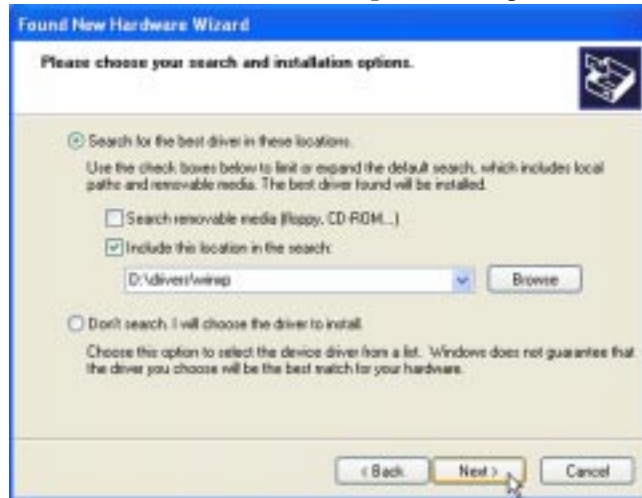 Found New Hardware Wizard
Please choose your search and installation options.
Search for the best driver in these locations.
Use the check boxes below to limit or expand the default search, which includes local
paths and removable media. The best driver found will be installed.
Search removable media (floppy, CD-ROM...)
Include this location in the search:
D:\drivers\winxp
Browse
Don't search. I will choose the driver to install.
Choose this option to select the device driver from a list. Windows does not guarantee that
the driver you choose will be the best match for your hardware.
< Back
Next >
Cancel